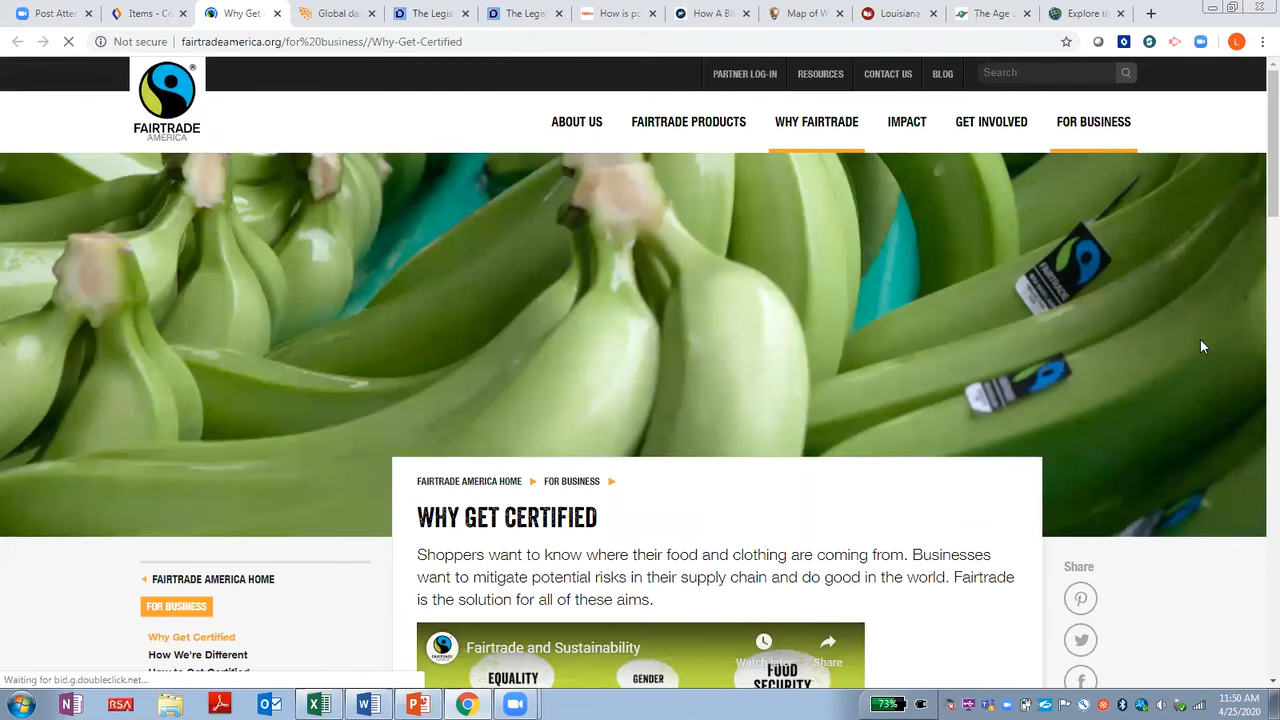 Post Atten
Items - Co
Why Get
Global da
The Legis
The Legis
How is po
How A Bil
Map of W
Louisiana
The Age
Explore th
Not secure
fairtradeamerica.org/for%20business//Why-Get-Certified
L
PARTNER LOG-IN
RESOURCES
CONTACT US
BLOG
Search
FAIRTRADE
AMERICA
ABOUT US
FAIRTRADE PRODUCTS
WHY FAIRTRADE
IMPACT
GET INVOLVED
FOR BUSINESS
FAIRTRADE
FAIRTRADE AMERICA HOME
FOR BUSINESS
WHY GET CERTIFIED
Shoppers want to know where their food and clothing are coming from. Businesses
want to mitigate potential risks in their supply chain and do good in the world. Fairtrade
is the solution for all of these aims.
FAIRTRADE AMERICA HOME
FOR BUSINESS
Why Get Certified
How We're Different
How to Get Certified
Share
Fairtrade and Sustainability
Watch later
Share
EQUALITY
GENDER
FOOD
SECURITY
Waiting for bid.g.doubleclick.net...
RSA
73%
11:50 AM
4/25/2020